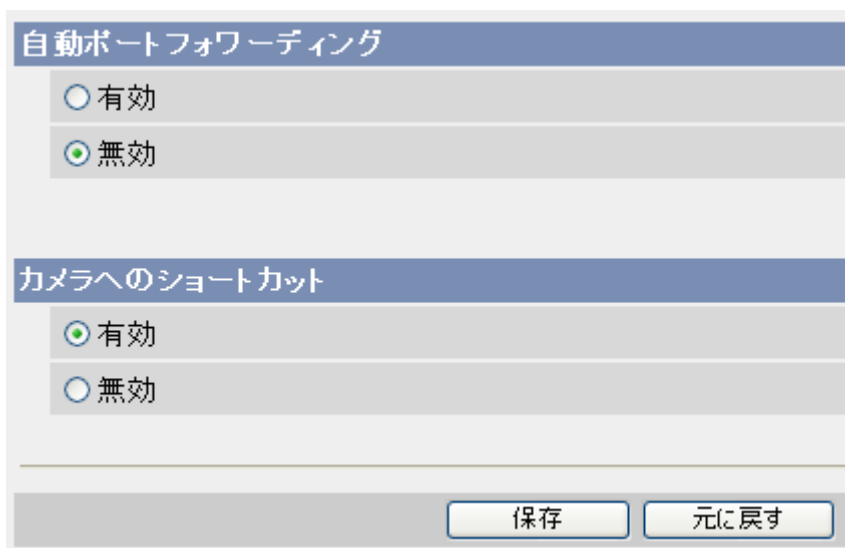 自動ポートフォワーディング
有効
無効
カメラへのショートカット
有効
無効
保存 元に戻す